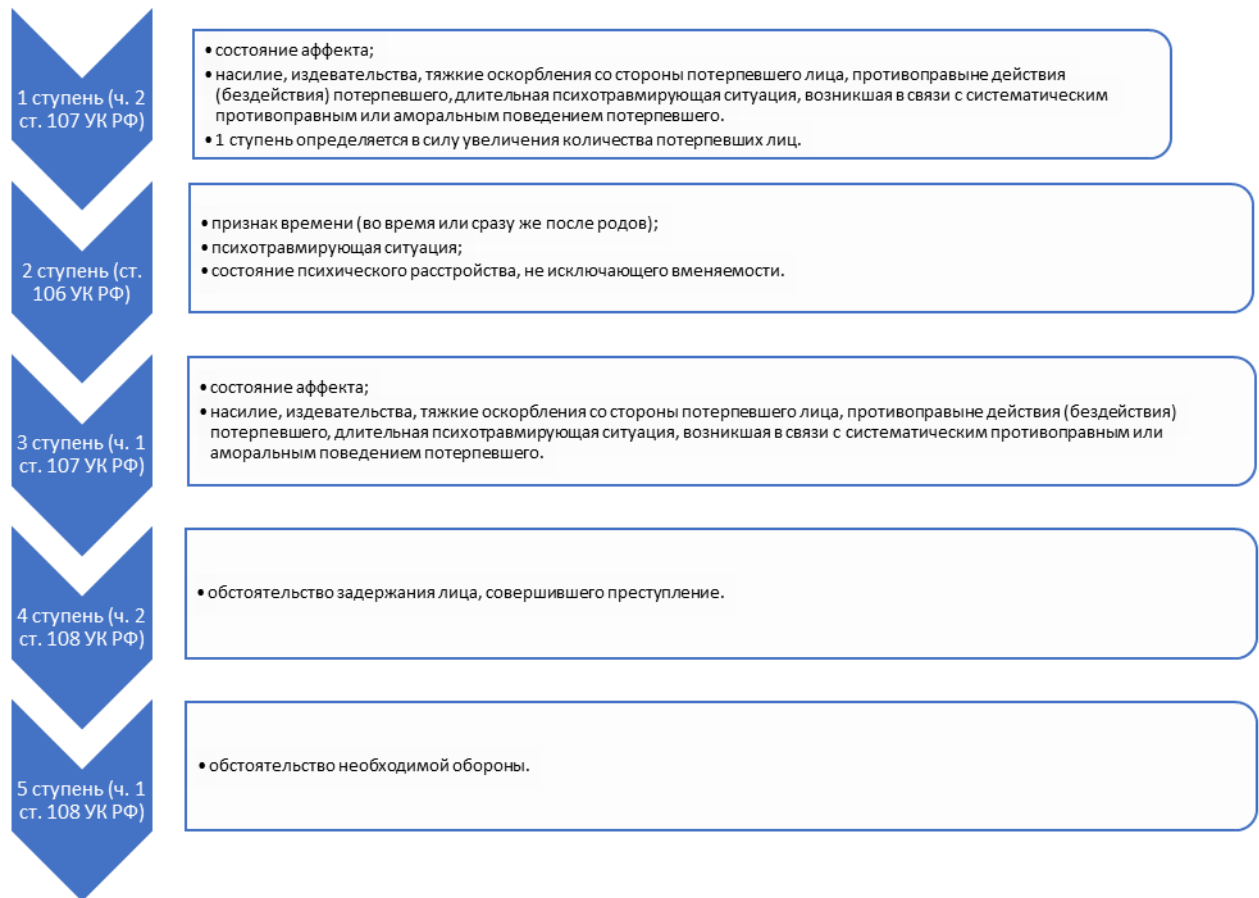 1 ступень (ч. 2
ст. 107 УК РФ)
• состояние аффекта;
• насилие, издевательства, тяжкие оскорбления со стороны потерпевшего лица, противоправыне действия
(бездействия) потерпевшего, длительная психотравмирующая ситуация, возникшая в связи с систематическим
противоправным или аморальным поведением потерпевшего.
• 1 ступень определяется в силу увеличения количества потерпевших лиц.
2 ступень (ст.
106 УК РФ)
• признак времени (во время или сразу же после родов);
• психотравмирующая ситуация;
• состояние психического расстройства, не исключающего вменяемости.
3 ступень (ч. 1
ст. 107 УК РФ)
• состояние аффекта;
• насилие, издевательства, тяжкие оскорбления со стороны потерпевшего лица, противоправыне действия (бездействия)
потерпевшего, длительная психотравмирующая ситуация, возникшая в связи с систематическим противоправным или
аморальным поведением потерпевшего.
4 ступень (ч. 2
ст. 108 УК РФ)
• обстоятельство задержания лица, совершившего преступление.
5 ступень (ч. 1
ст. 108 УК РФ)
• обстоятельство необходимой обороны.